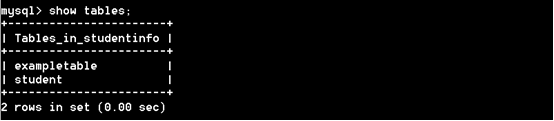 mysql> show tables;
+------------------------+
| Tables_in_studentinfo |
+------------------------+
| exampletable           |
| student                |
+------------------------+
2 rows in set (0.00 sec)